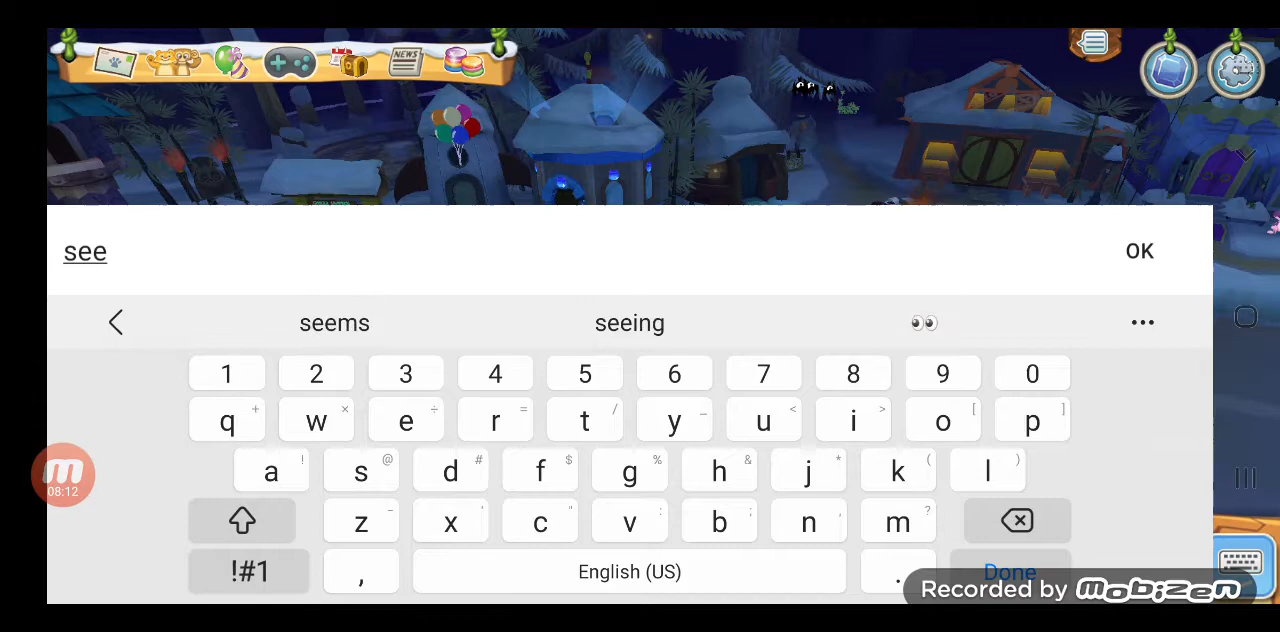 NEWS
see
OK
seems seeing
1 2 3 4 5 6 7 8 9 0
q + w × e ÷ r = t / y _ u < i > o [ p ]
a ! s @ d # f $ g % h & j * k ( l )
z - x ' c " v : b ; n , m ?
!#1 , English (US) . Done
08:12
Recorded by mobizen